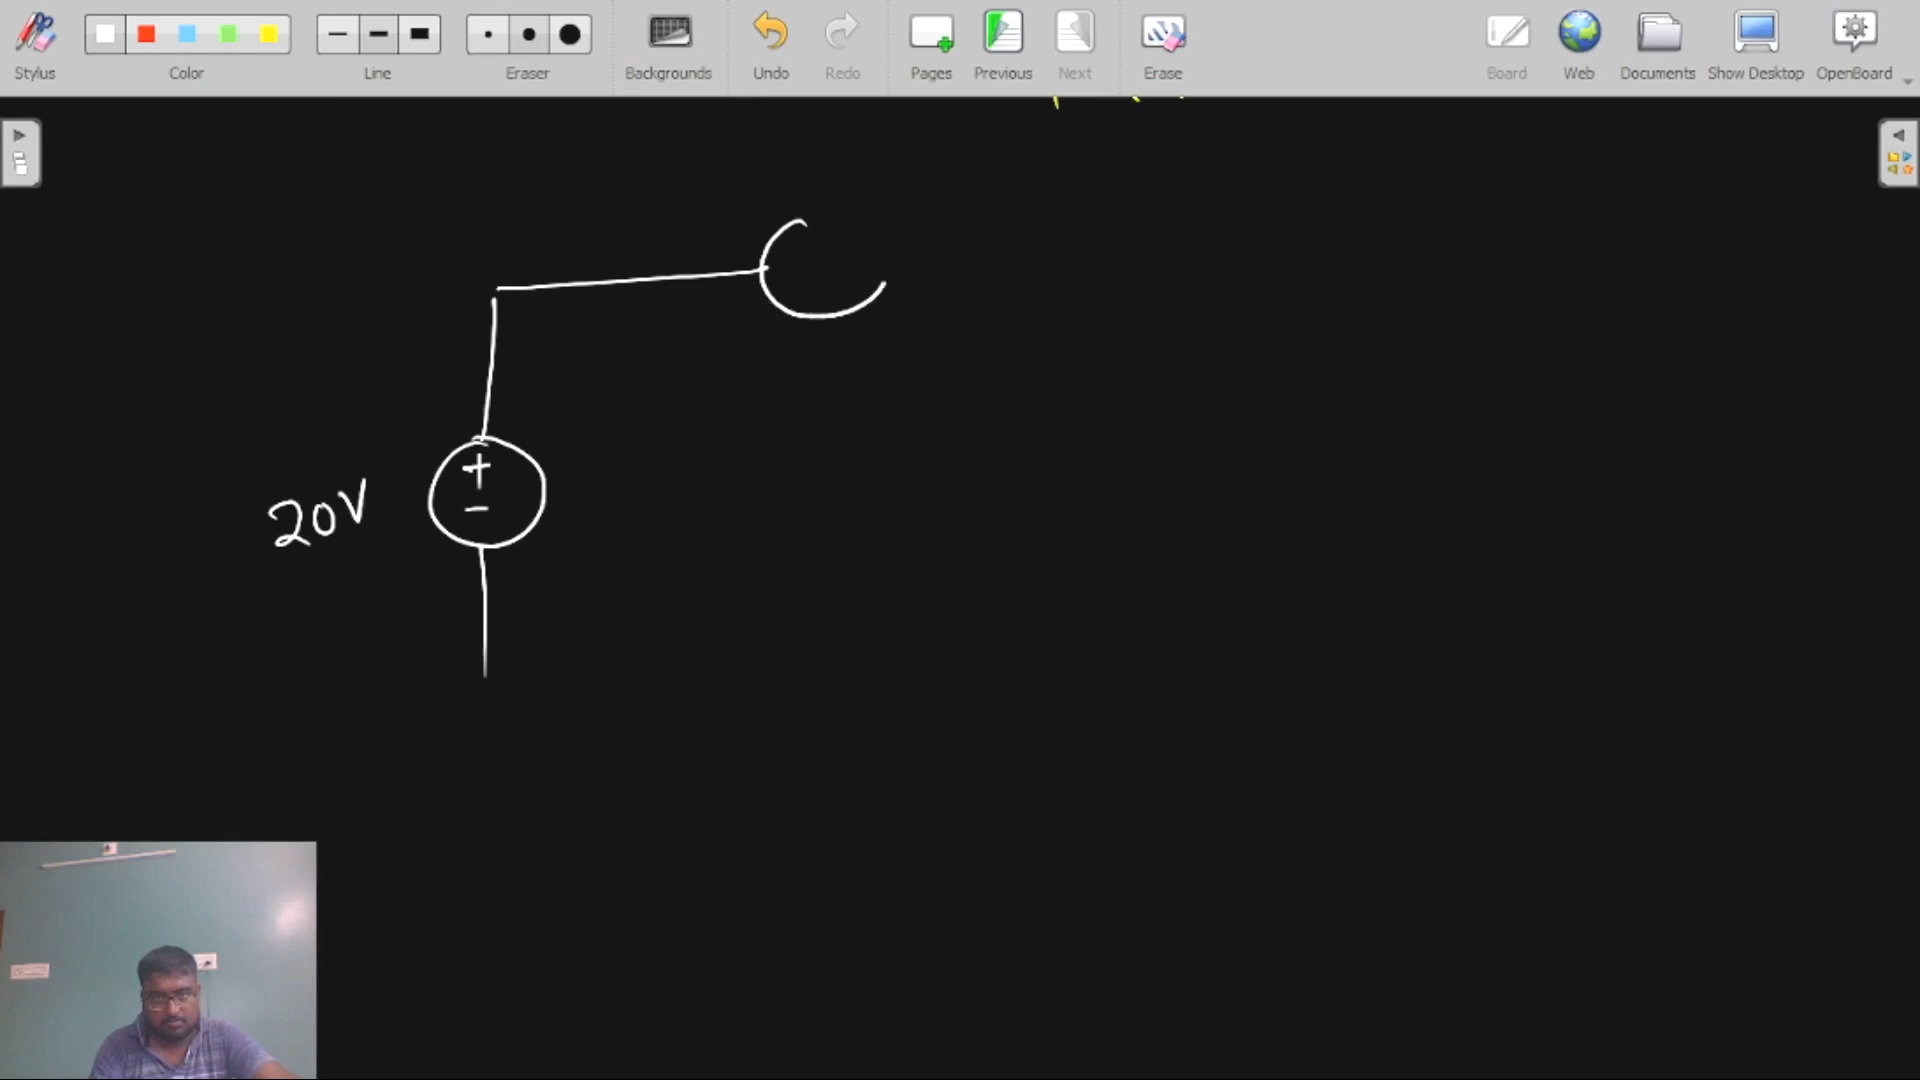 Stylus Color Line Eraser Backgrounds Undo Redo Pages Previous Next Erase Board Web Documents Show Desktop OpenBoard
+
20V
-